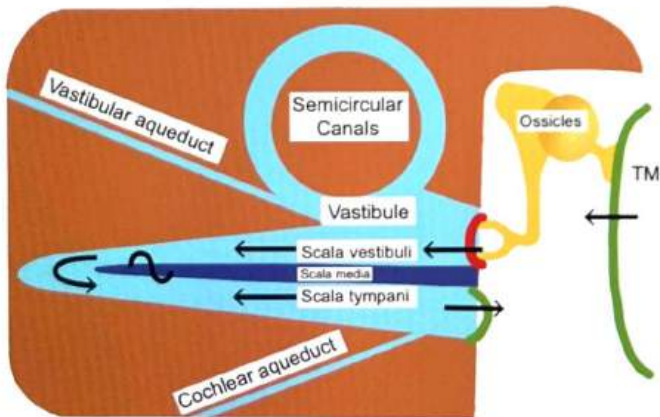 Vastibular aqueduct
Semicircular
Canals
Ossicles
TM
Vastibule
Scala vestibuli
Scala media
Scala tympani
Cochlear aqueduct